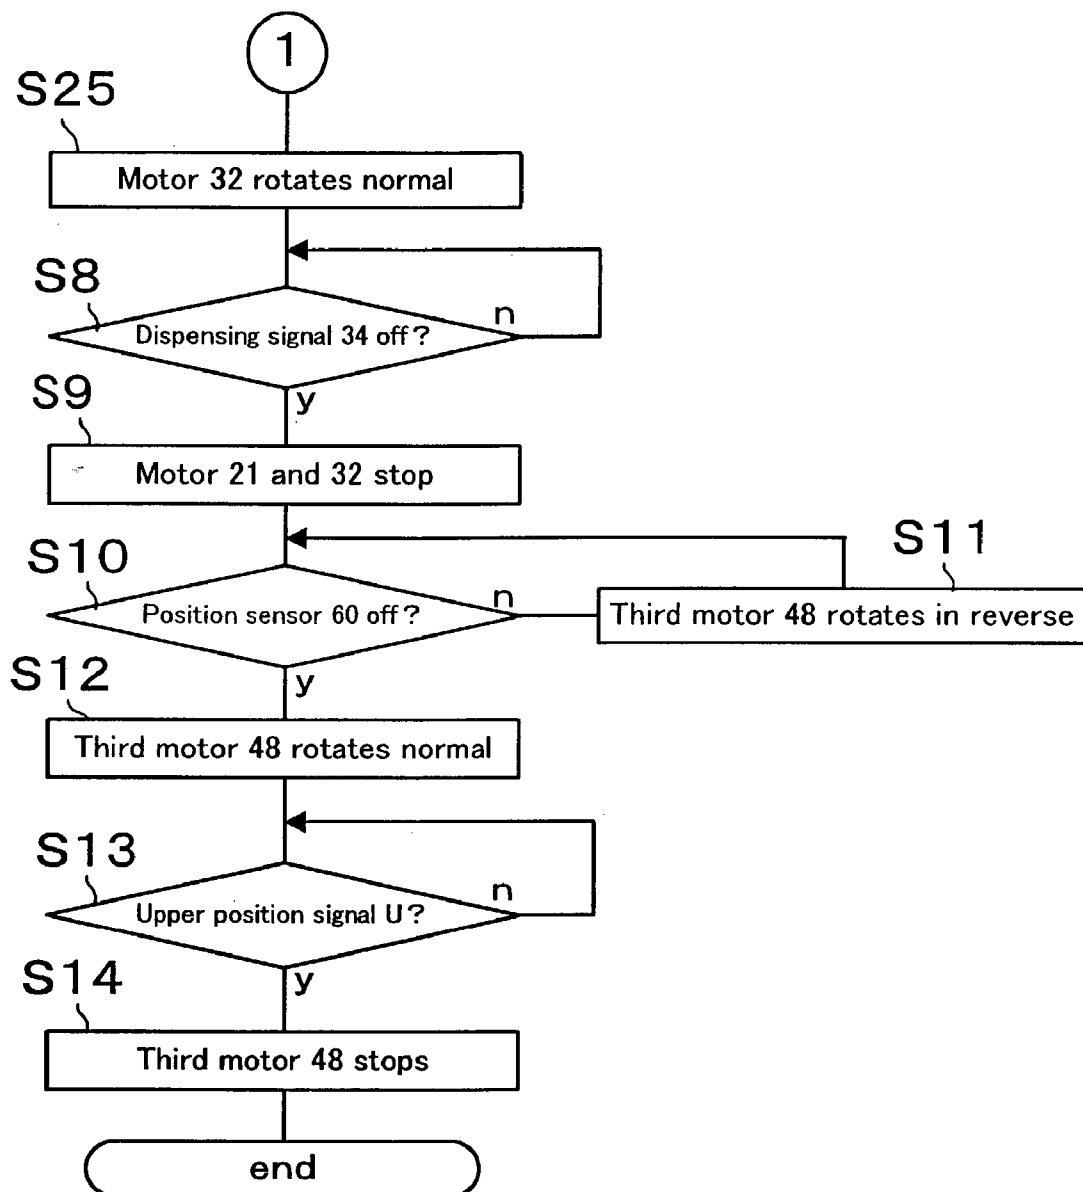 1
S25
Motor 32 rotates normal
S8
Dispensing signal 34 off?
n
y
S9
Motor 21 and 32 stop
S10
Position sensor 60 off?
n
S11
Third motor 48 rotates in reverse
y
S12
Third motor 48 rotates normal
S13
Upper position signal U?
n
y
S14
Third motor 48 stops
end